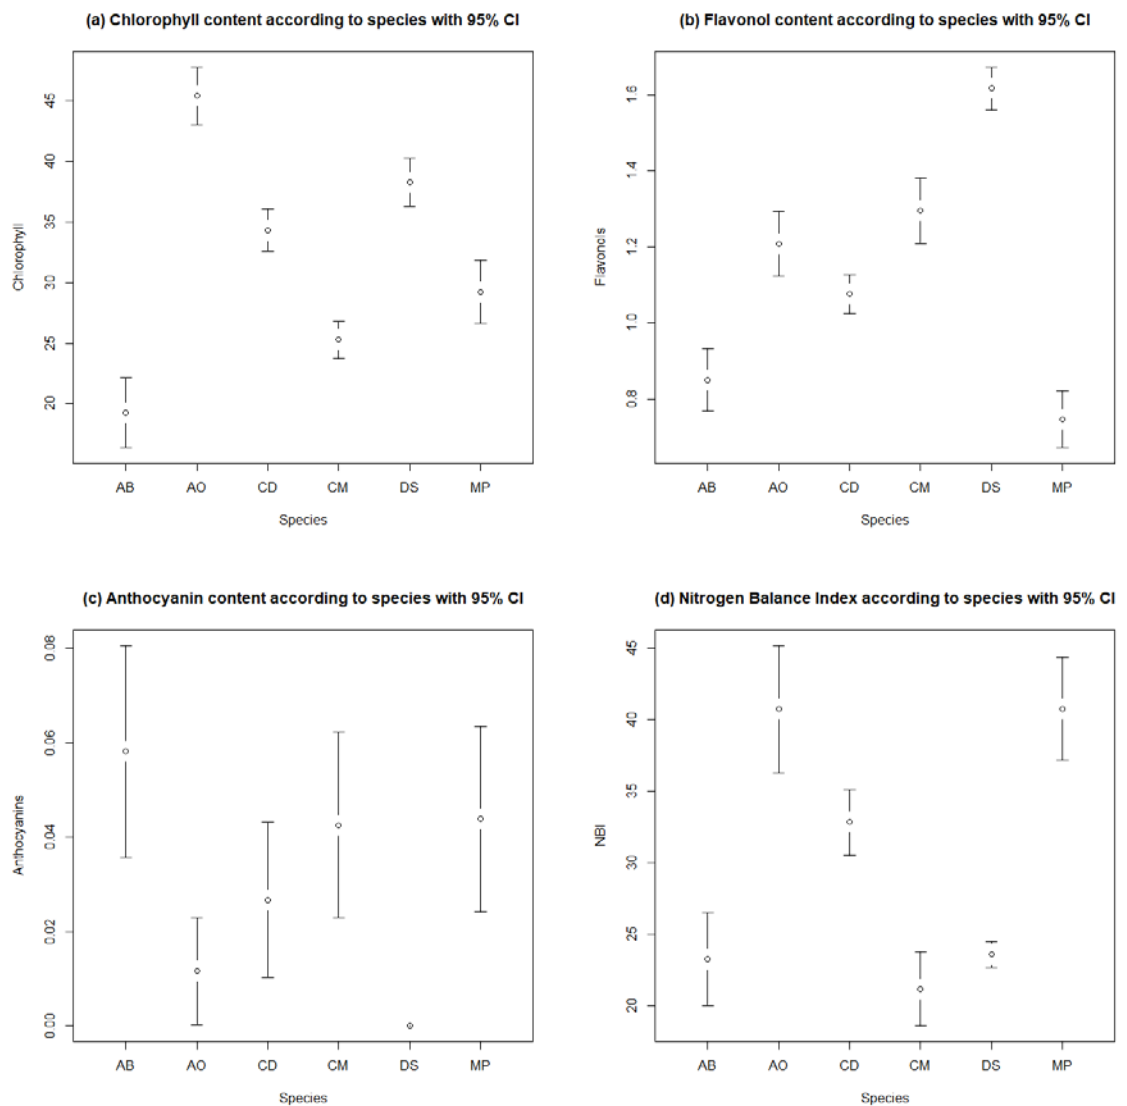 (a) Chlorophyll content according to species with 95% CI
Chlorophyll
45
40
35
30
25
20
AB AO CD CM DS MP
Species
(b) Flavonol content according to species with 95% CI
Flavonols
1.6
1.4
1.2
1.0
0.8
AB AO CD CM DS MP
Species
(c) Anthocyanin content according to species with 95% CI
Anthocyanins
0.08
0.06
0.04
0.02
0.00
AB AO CD CM DS MP
Species
(d) Nitrogen Balance Index according to species with 95% CI
NBI
45
40
35
30
25
20
AB AO CD CM DS MP
Species